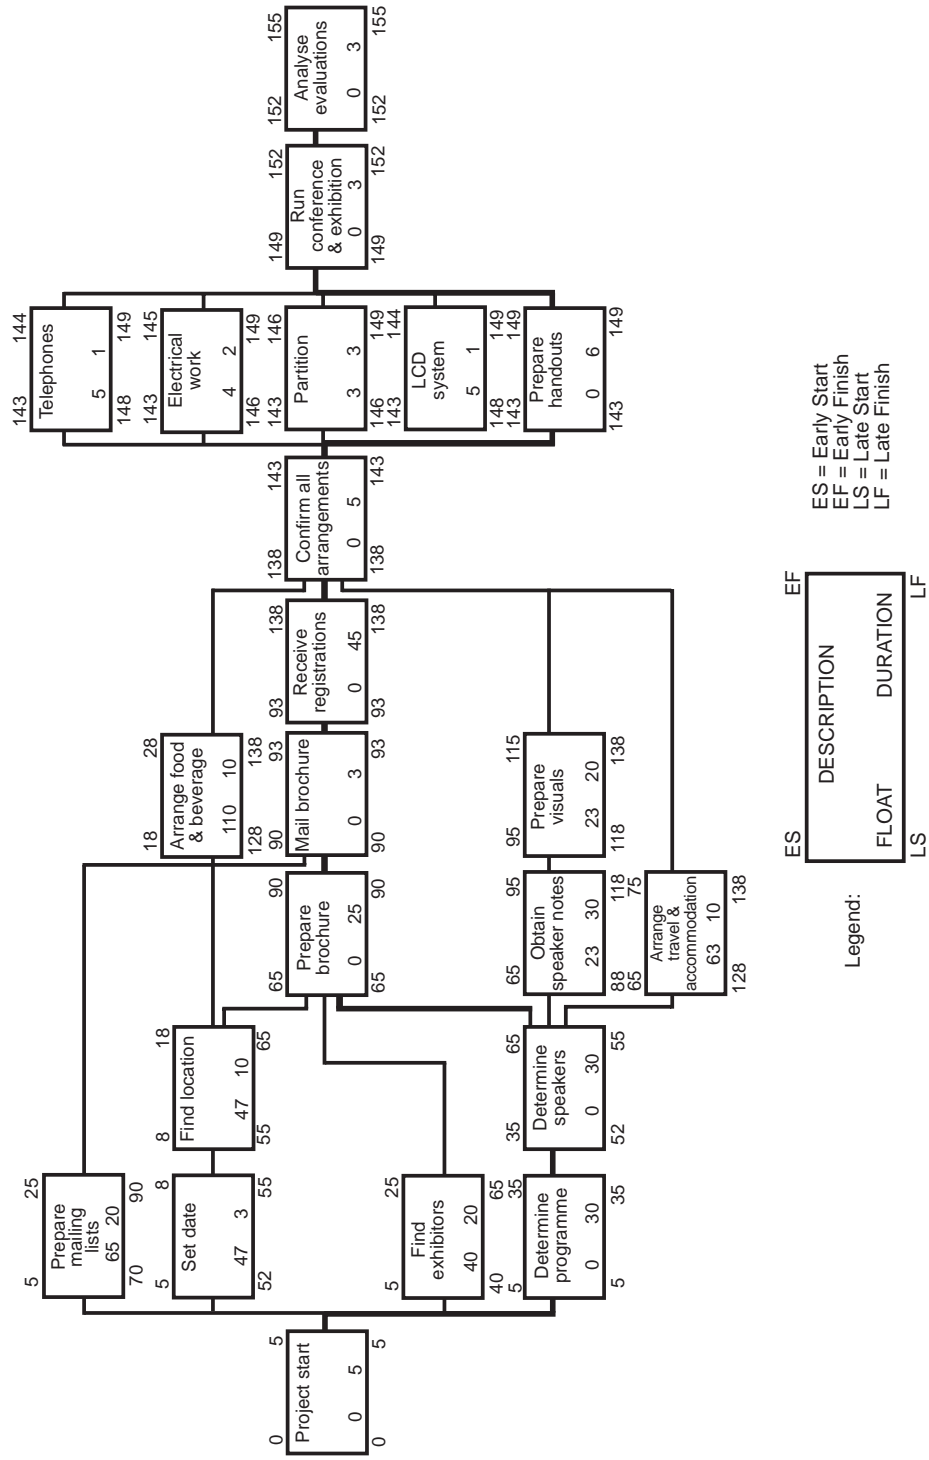 0 5
Project start
0 5
0 5
5 25
Prepare
mailing
lists
65 20
70 90
5 8
Set date
47 3
52 55
5 25
Find
exhibitors
40 20
40 65
5 35
Determine
programme
0 30
5 35
8 18
Find location
47 10
55 65
35 65
Determine
speakers
0 30
52 55
65 90
Prepare
brochure
0 25
65 90
65 95
Obtain
speaker notes
23 30
88 118
65 75
Arrange
travel &
accommodation
63 10
128 138
18 28
Arrange food
& beverage
110 10
128 138
90 93
Mail brochure
0 3
90 93
95 115
Prepare
visuals
23 20
118 138
93 138
Receive
registrations
0 45
93 138
138 143
Confirm all
arrangements
0 5
138 143
143 144
Telephones
5 1
148 149
143 145
Electrical
work
4 2
146 149
143 146
Partition
3 3
146 149
143 144
LCD
system
5 1
148 149
143 149
Prepare
handouts
0 6
143 149
149 152
Run
conference
& exhibition
0 3
149 152
152 155
Analyse
evaluations
0 3
152 155
Legend:
ES EF
DESCRIPTION
FLOAT DURATION
LS LF
ES = Early Start
EF = Early Finish
LS = Late Start
LF = Late Finish